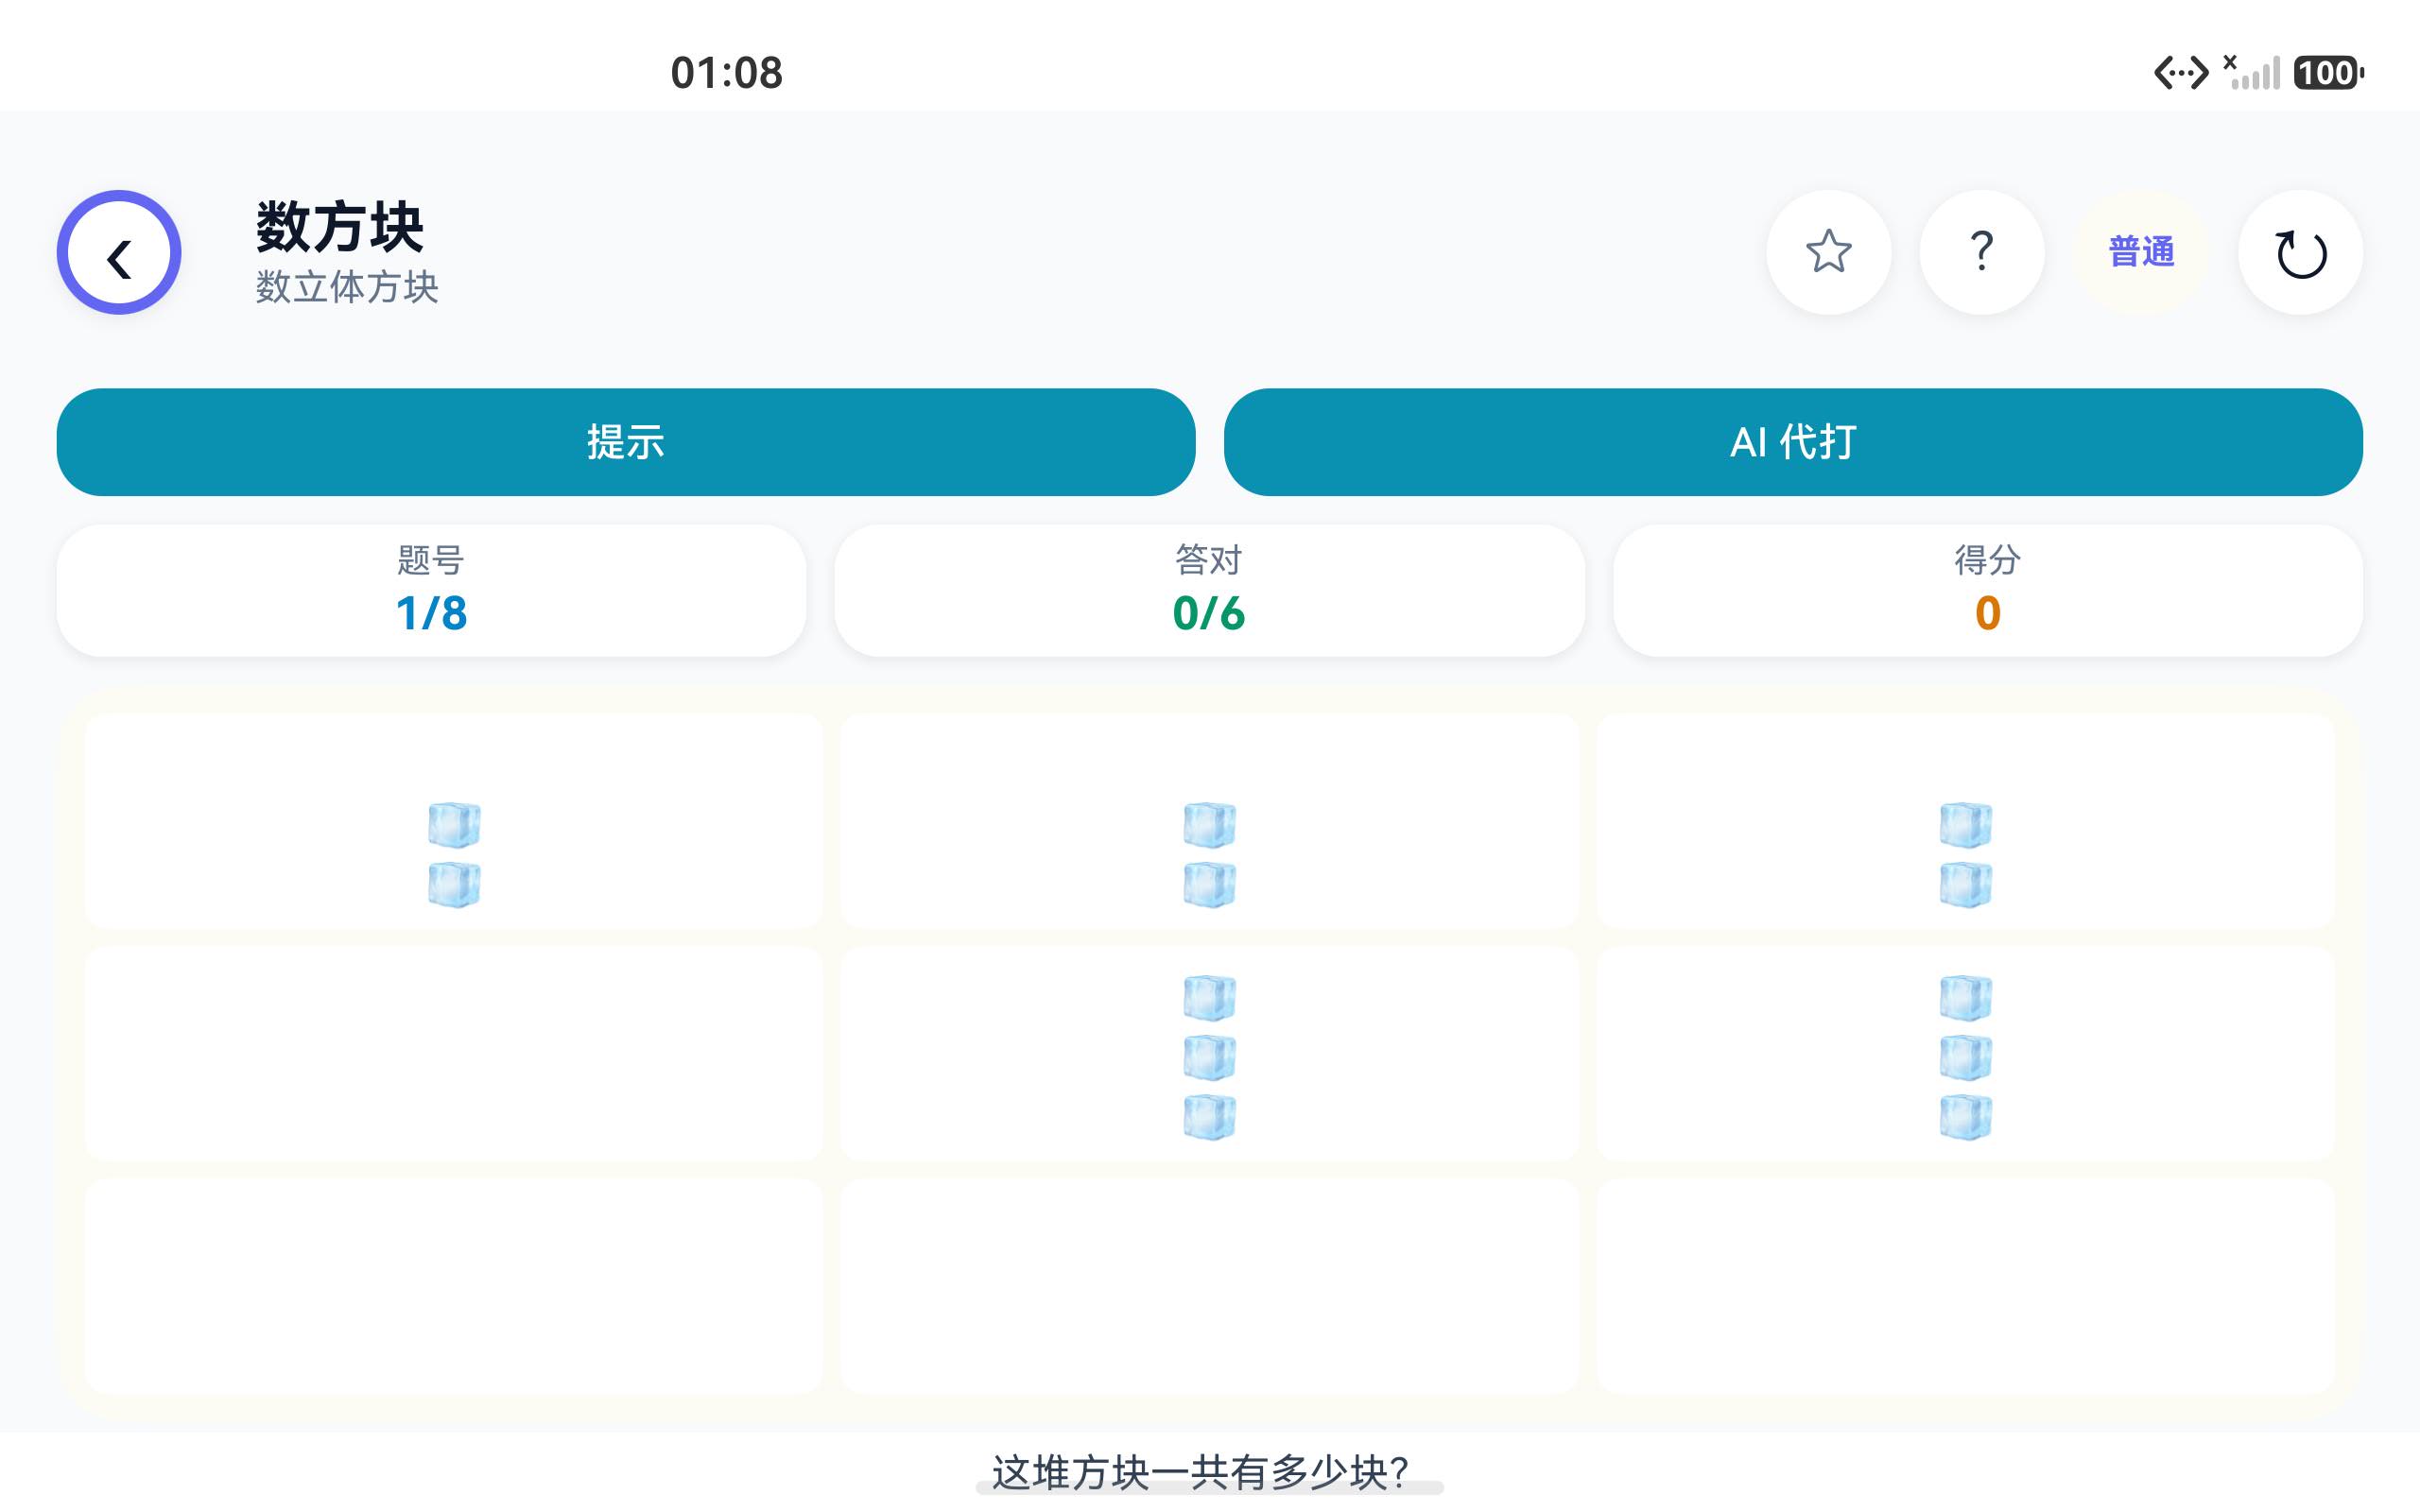 01:08
100
数方块
数立体方块
?
普通
提示
AI 代打
题号
1/8
答对
0/6
得分
0
这堆方块一共有多少块?